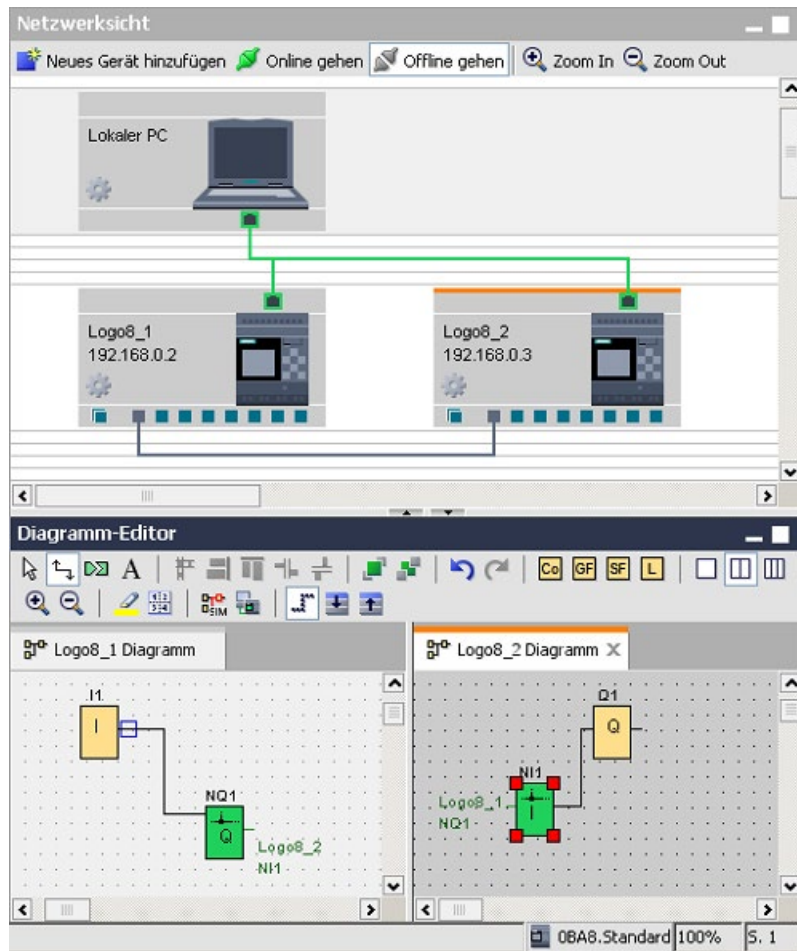 Netzwerksicht
Neues Gerät hinzufügen Online gehen Offline gehen Zoom In Zoom Out
Lokaler PC
Logo8_1
192.168.0.2
Logo8_2
192.168.0.3
Diagramm-Editor
A Co GF SF L
SIM
Logo8_1 Diagramm
I1
I
NQ1
Q
Logo8_2
NI1
Logo8_2 Diagramm
Q1
Q
NI1
I
Logo8_1
NQ1
0BA8.Standard 100% S. 1